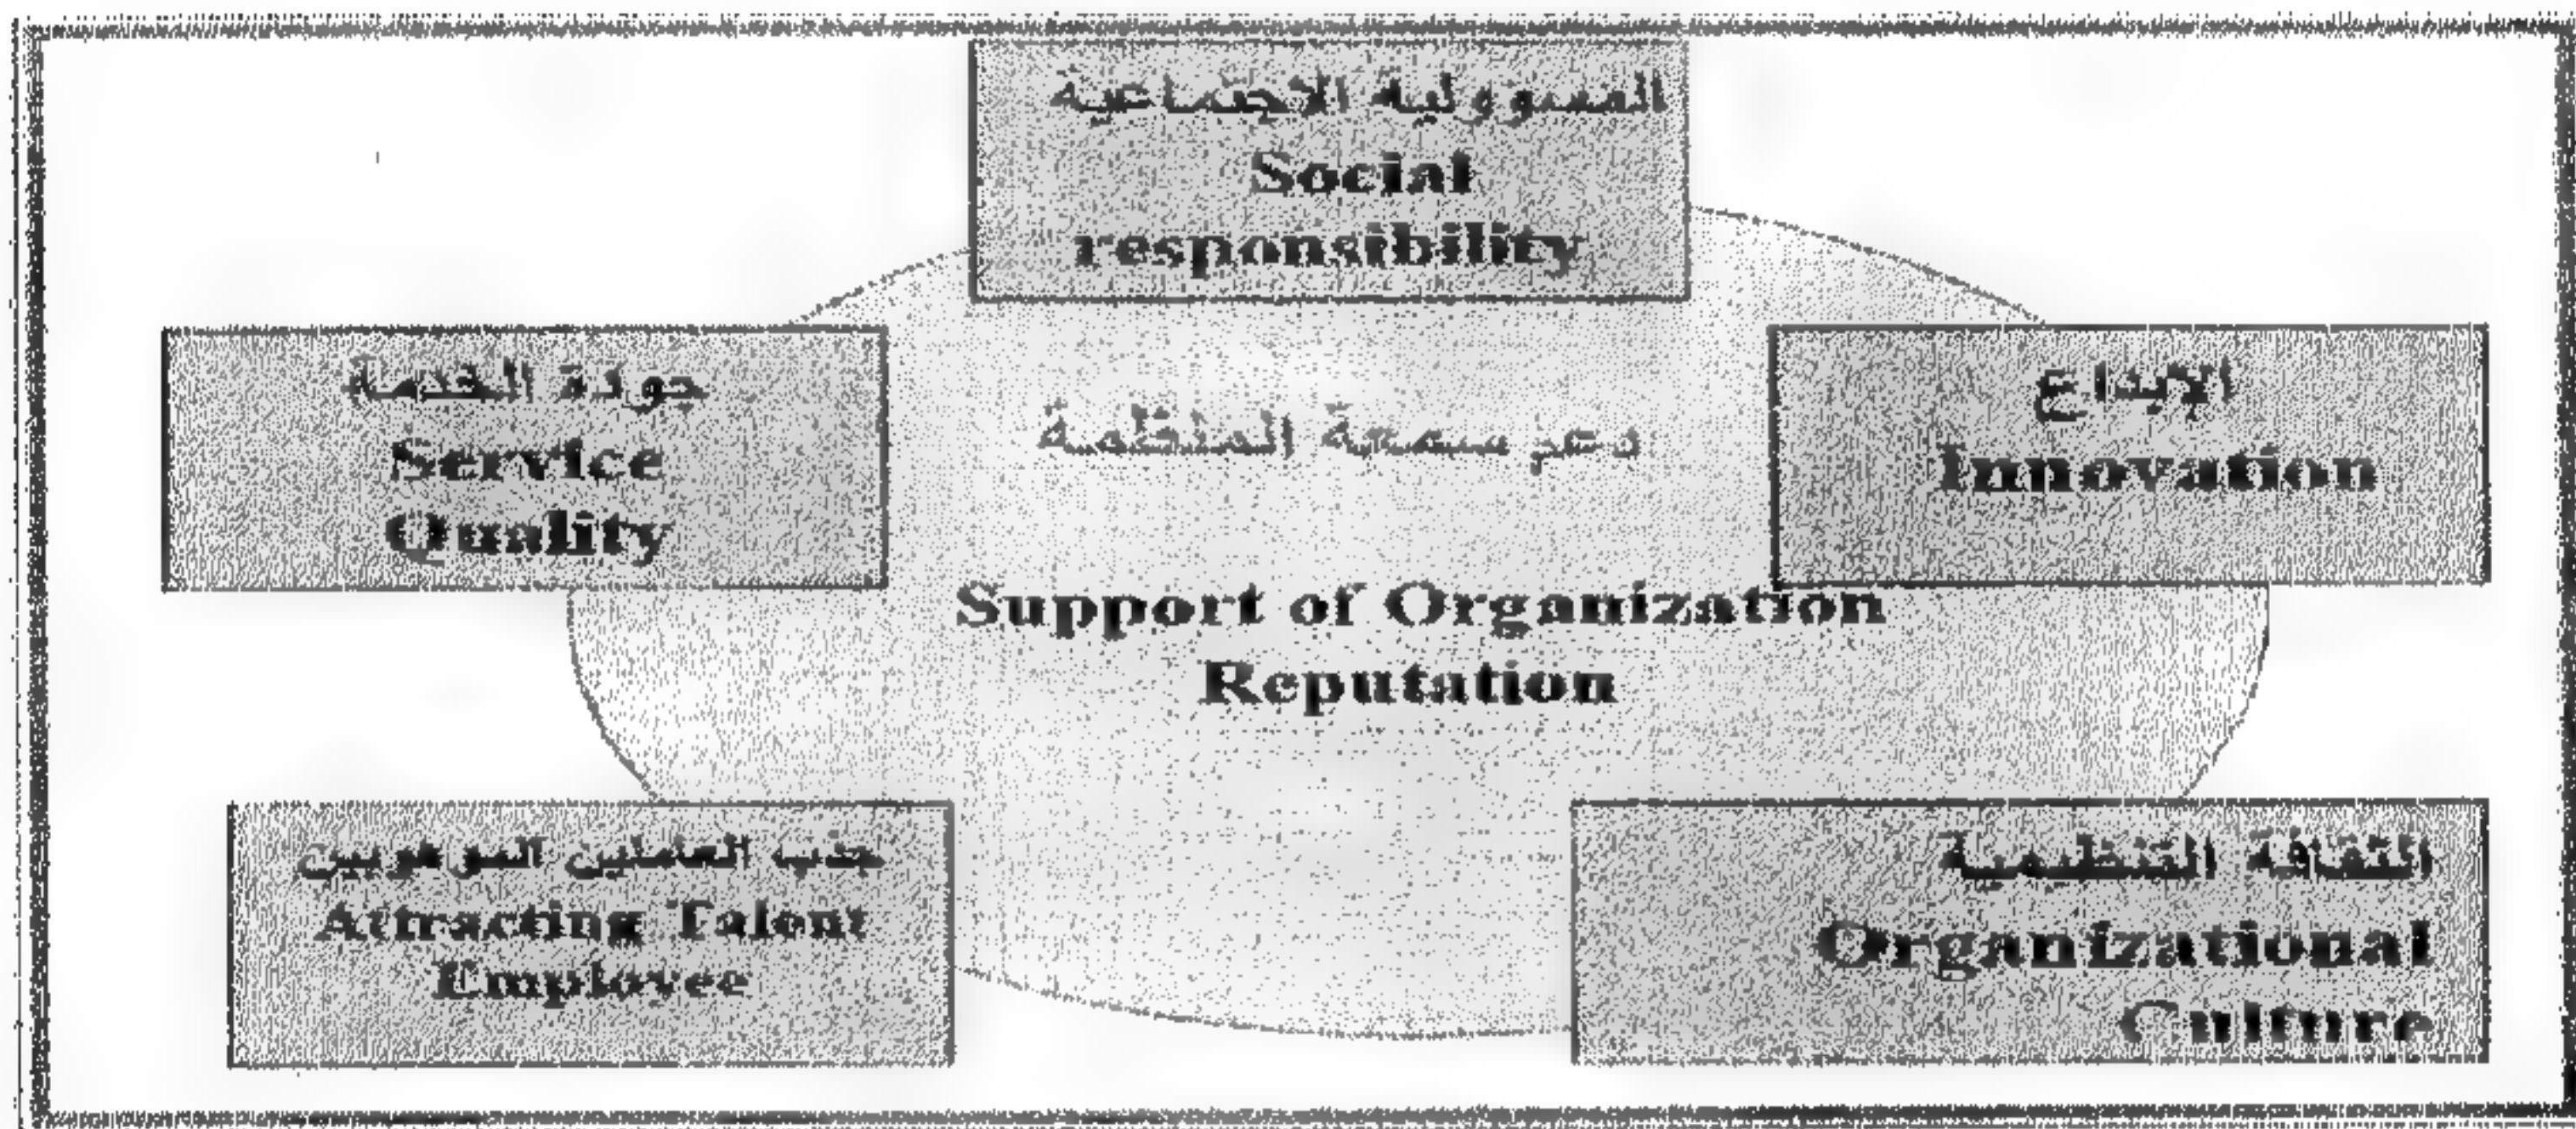 المسؤولية الاجتماعية
Social
responsibility
جودة الخدمة
Service
Quality
الإبداع
Innovation
دعم سمعة المنظمة
Support of Organization
Reputation
جذب العاملين الموهوبين
Attracting Talent
Employee
الثقافة التنظيمية
Organizational
Culture